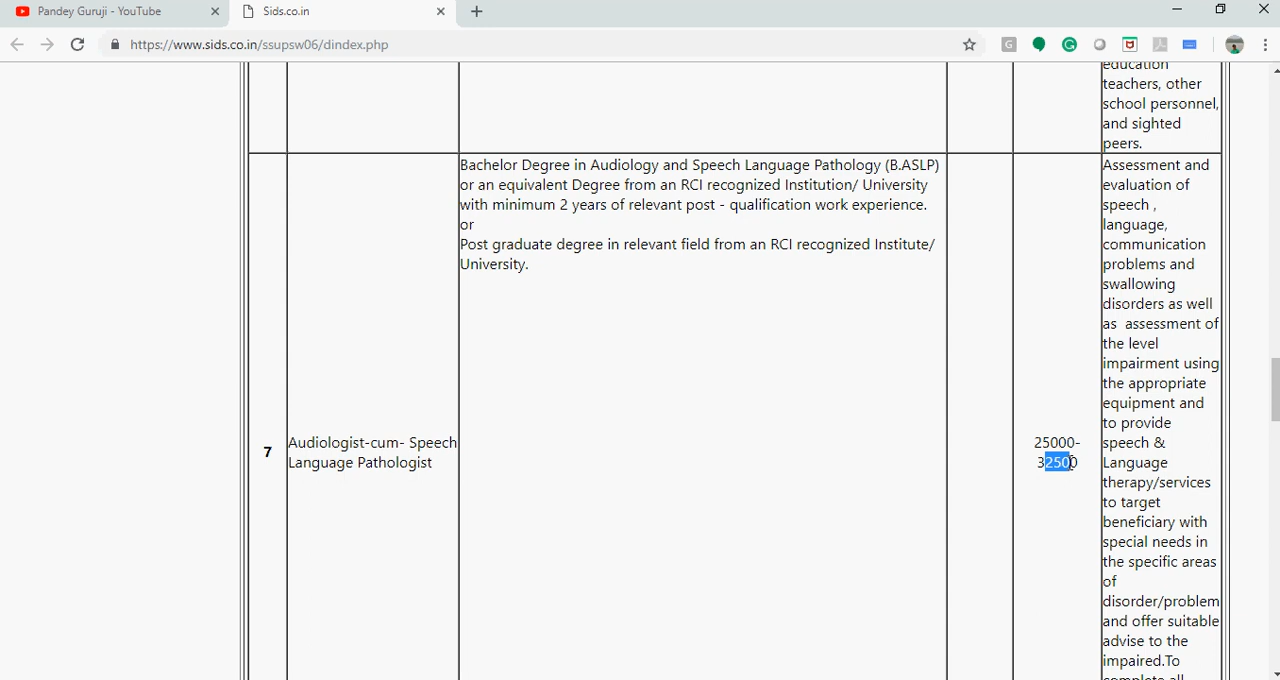 Pandey Guruji - YouTube
Sids.co.in
https://www.sids.co.in/ssupsw06/dindex.php
education
teachers, other
school personnel,
and sighted
peers.
7
Audiologist-cum- Speech
Language Pathologist
Bachelor Degree in Audiology and Speech Language Pathology (B.ASLP)
or an equivalent Degree from an RCI recognized Institution/ University
with minimum 2 years of relevant post - qualification work experience.
or
Post graduate degree in relevant field from an RCI recognized Institute/
University.
25000-
32500
Assessment and
evaluation of
speech ,
language,
communication
problems and
swallowing
disorders as well
as assessment of
the level
impairment using
the appropriate
equipment and
to provide
speech &
Language
therapy/services
to target
beneficiary with
special needs in
the specific areas
of
disorder/problem
and offer suitable
advise to the
impaired.To
complete all